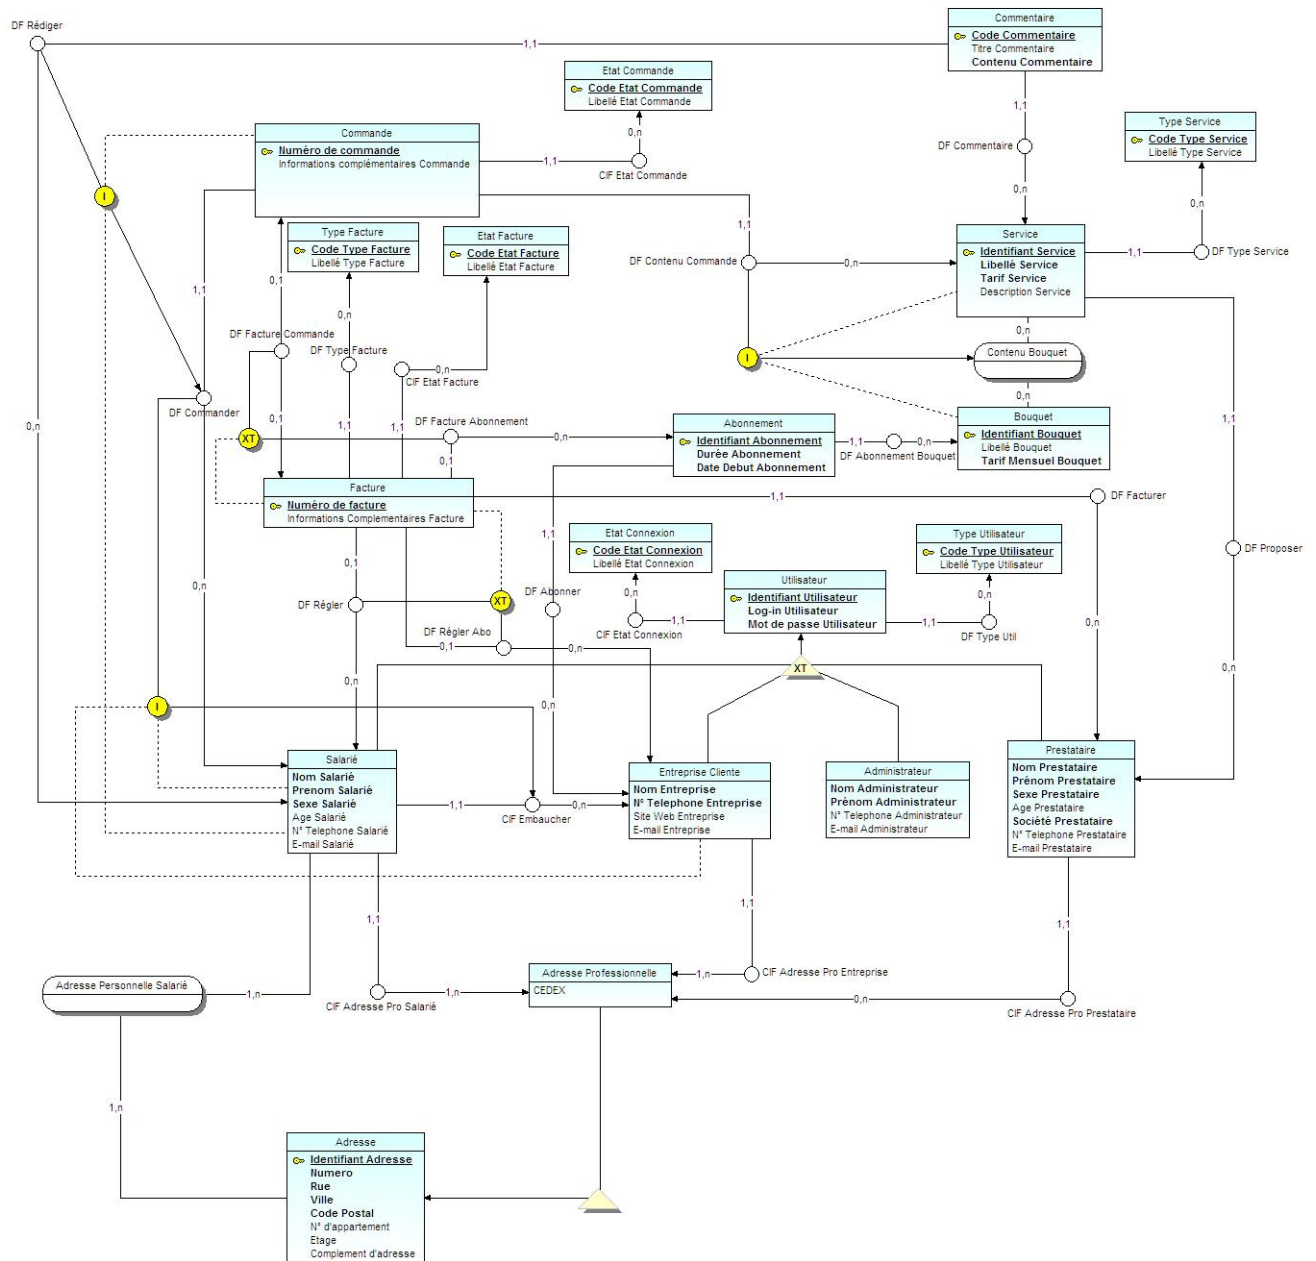 DF Rédiger
1,1
Commentaire
Code Commentaire
Titre Commentaire
Contenu Commentaire
Etat Commande
Code Etat Commande
Libellé Etat Commande
1,1
Type Service
Code Type Service
Libellé Type Service
Commande
Numéro de commande
Informations complémentaires Commande
0,n
1,1
CIF Etat Commande
DF Commentaire
0,n
0,n
I
Type Facture
Code Type Facture
Libellé Type Facture
Etat Facture
Code Etat Facture
Libellé Etat Facture
1,1
DF Contenu Commande
0,n
Service
Identifiant Service
Libellé Service
Tarif Service
Description Service
1,1
DF Type Service
1,1
0,1
0,n
DF Facture Commande
DF Type Facture
0,n
CIF Etat Facture
I
0,n
Contenu Bouquet
0,n
DF Commander
0,n
0,1
1,1
1,1
DF Facture Abonnement
XT
0,n
0,1
Abonnement
Identifiant Abonnement
Durée Abonnement
Date Debut Abonnement
1,1
0,n
DF Abonnement Bouquet
Bouquet
Identifiant Bouquet
Libellé Bouquet
Tarif Mensuel Bouquet
1,1
Facture
Numéro de facture
Informations Complementaires Facture
1,1
DF Facturer
1,1
Etat Connexion
Code Etat Connexion
Libellé Etat Connexion
Type Utilisateur
Code Type Utilisateur
Libellé Type Utilisateur
DF Proposer
0,1
0,n
DF Régler
XT
DF Abonner
0,n
CIF Etat Connexion
1,1
Utilisateur
Identifiant Utilisateur
Log-in Utilisateur
Mot de passe Utilisateur
1,1
0,n
DF Type Util
0,n
DF Régler Abo
0,1
0,n
XT
0,n
0,n
0,n
I
Salarié
Nom Salarié
Prenom Salarié
Sexe Salarié
Age Salarié
N° Telephone Salarié
E-mail Salarié
1,1
0,n
CIF Embaucher
Entreprise Cliente
Nom Entreprise
N° Telephone Entreprise
Site Web Entreprise
E-mail Entreprise
Administrateur
Nom Administrateur
Prénom Administrateur
N° Telephone Administrateur
E-mail Administrateur
Prestataire
Nom Prestataire
Prénom Prestataire
Sexe Prestataire
Age Prestataire
Société Prestataire
N° Telephone Prestataire
E-mail Prestataire
1,1
1,1
1,1
Adresse Personnelle Salarié
1,n
CIF Adresse Pro Salarié
1,n
Adresse Professionnelle
CEDEX
1,n
CIF Adresse Pro Entreprise
0,n
CIF Adresse Pro Prestataire
1,n
Adresse
Identifiant Adresse
Numero
Rue
Ville
Code Postal
N° d'appartement
Etage
Complement d'adresse